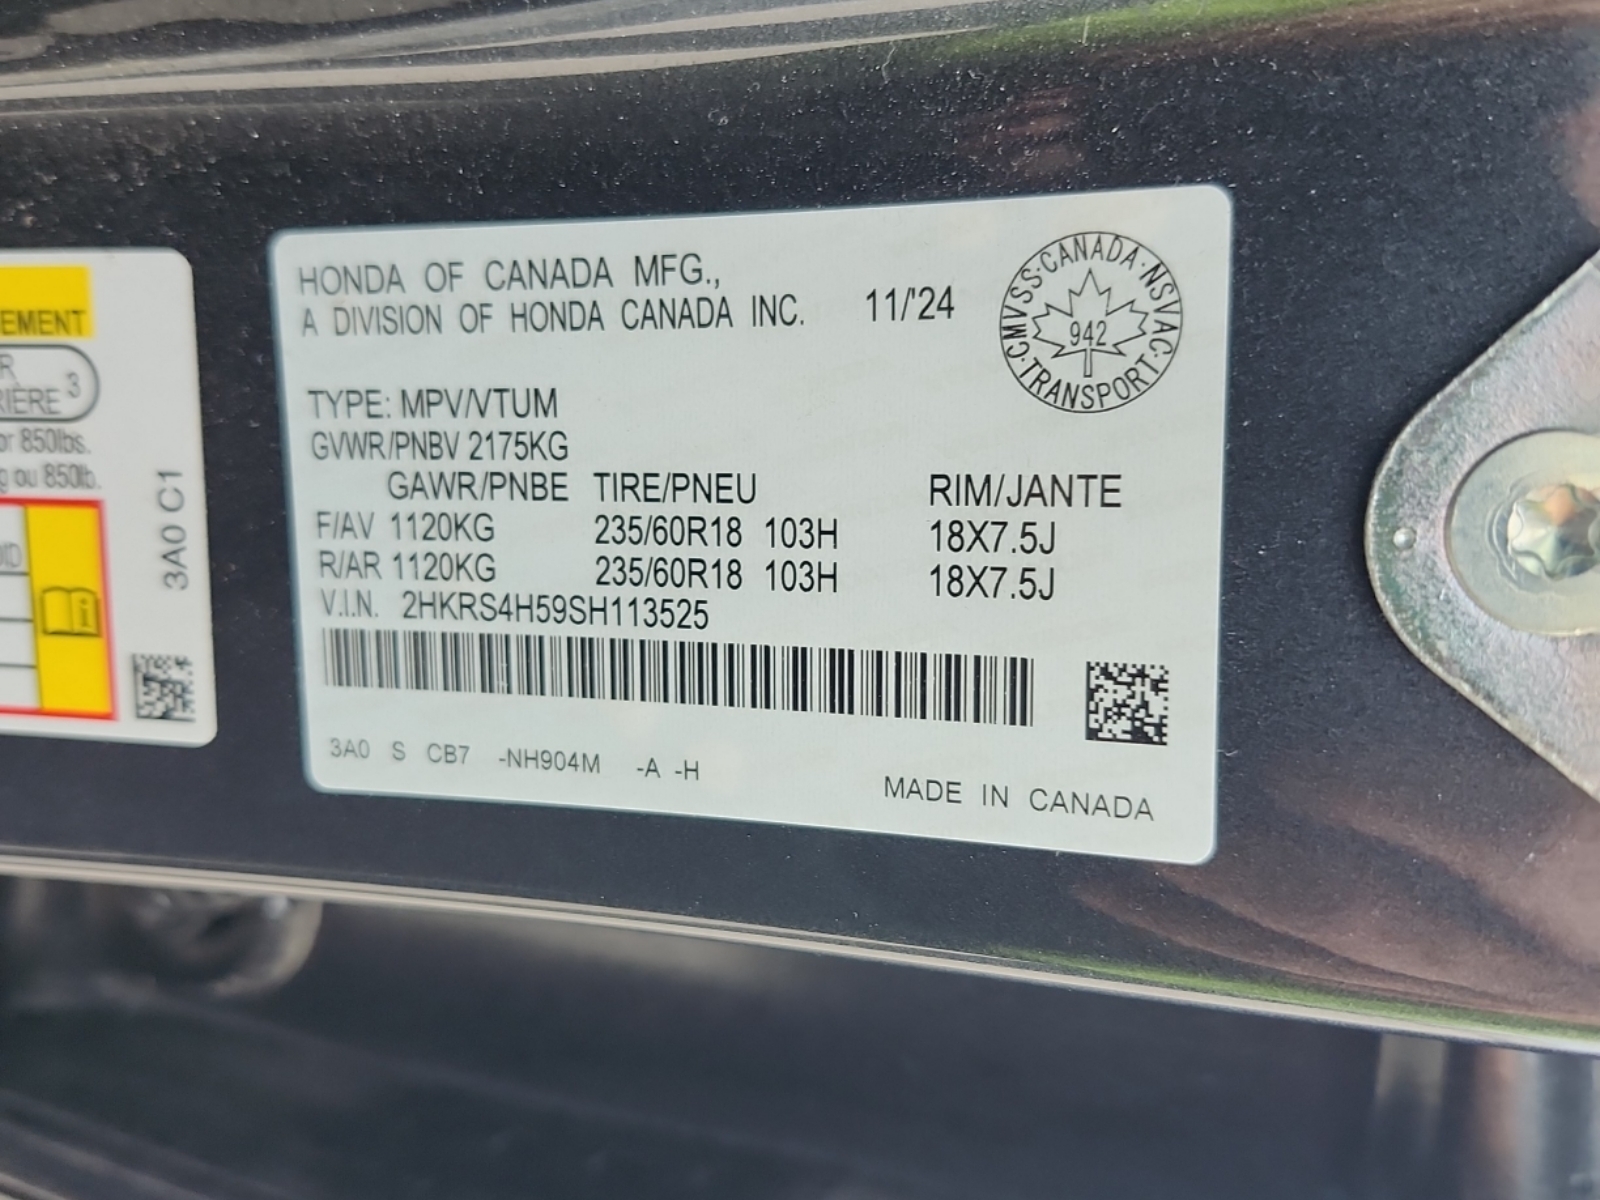 EMENT
3
or 850lbs.
g ou 850lb.
3A0 C1
HONDA OF CANADA MFG.,
A DIVISION OF HONDA CANADA INC. 11/'24
CMVSS·CANADA·NSVAC·TRANSPORT·
942
TYPE: MPV/VTUM
GVWR/PNBV 2175KG
GAWR/PNBE TIRE/PNEU RIM/JANTE
F/AV 1120KG 235/60R18 103H 18X7.5J
R/AR 1120KG 235/60R18 103H 18X7.5J
V.I.N. 2HKRS4H59SH113525
3A0 S CB7 -NH904M -A -H
MADE IN CANADA